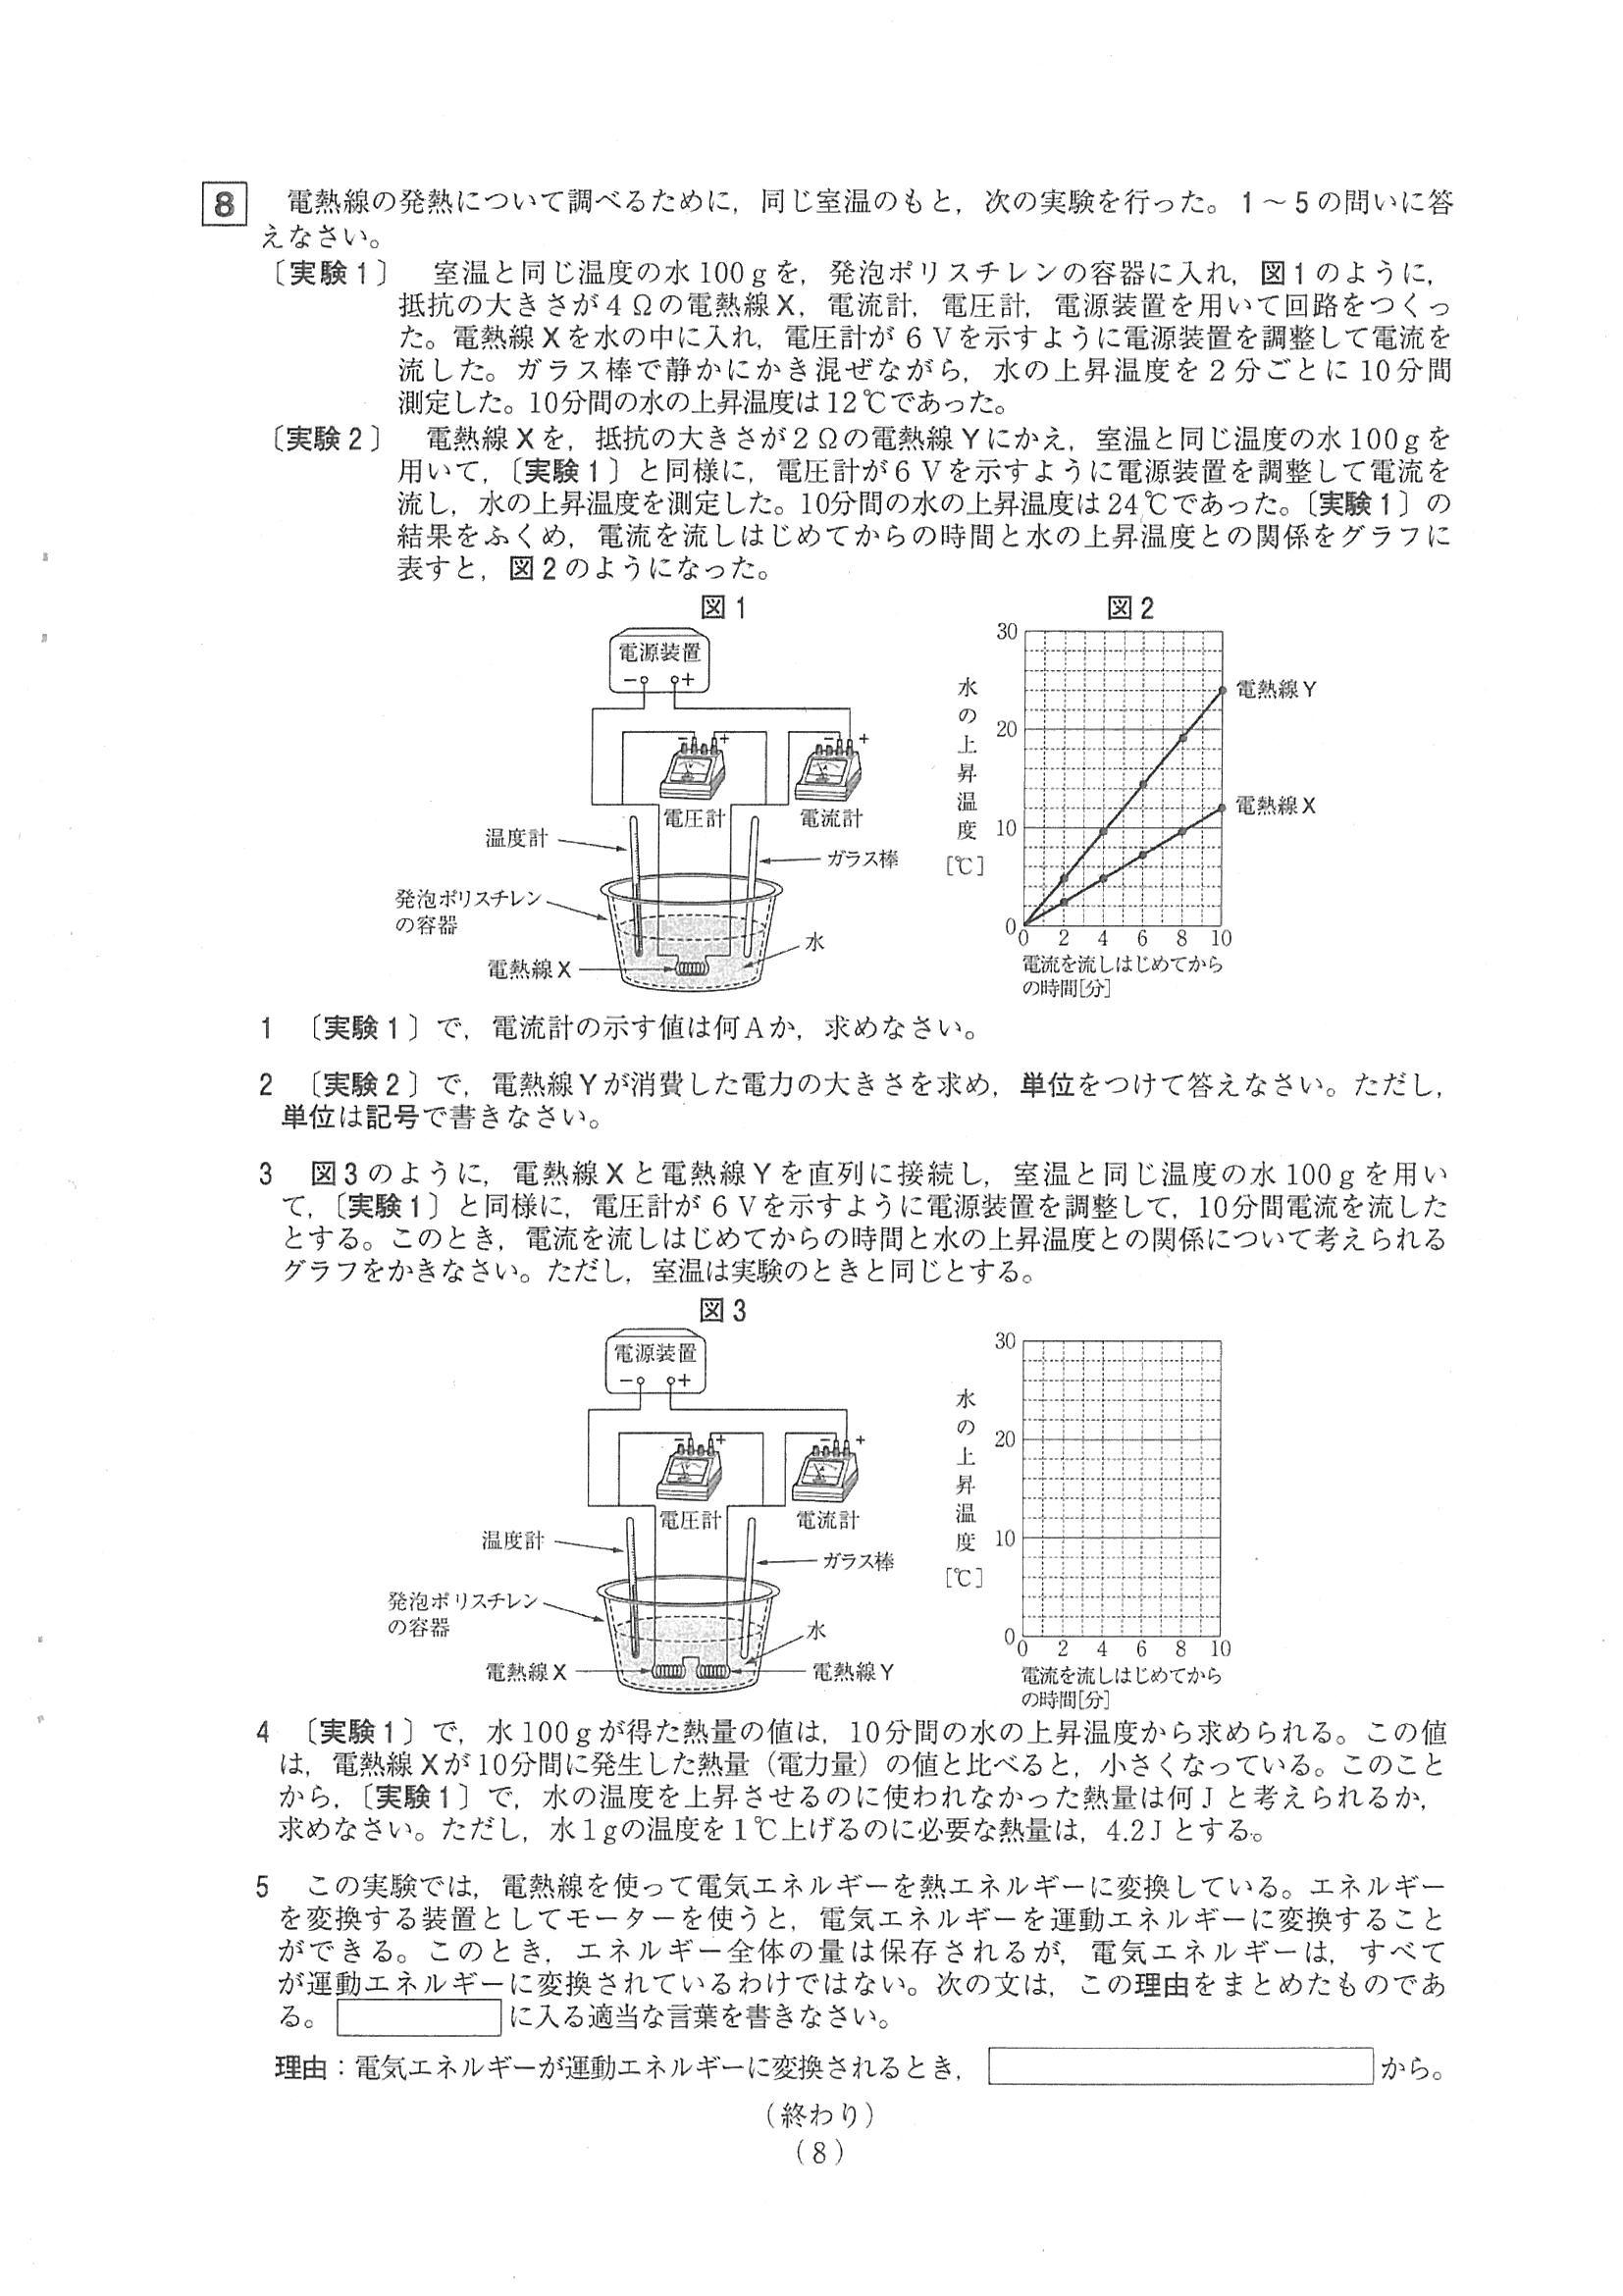 8 電熱線の発熱について調べるために，同じ室温のもと，次の実験を行った。1～5の問いに答
えなさい。
〔実験1〕 室温と同じ温度の水100gを，発泡ポリスチレンの容器に入れ，図1のように，
抵抗の大きさが4Ωの電熱線X，電流計，電圧計，電源装置を用いて回路をつくっ
た。電熱線Xを水の中に入れ，電圧計が6Vを示すように電源装置を調整して電流を
流した。ガラス棒で静かにかき混ぜながら，水の上昇温度を2分ごとに10分間
測定した。10分間の水の上昇温度は12℃であった。
〔実験2〕 電熱線Xを，抵抗の大きさが2Ωの電熱線Yにかえ，室温と同じ温度の水100gを
用いて，〔実験1〕と同様に，電圧計が6Vを示すように電源装置を調整して電流を
流し，水の上昇温度を測定した。10分間の水の上昇温度は24℃であった。〔実験1〕の
結果をふくめ，電流を流しはじめてからの時間と水の上昇温度との関係をグラフに
表すと，図2のようになった。
図1
電源装置
− +
− +
− +
電圧計
電流計
温度計
ガラス棒
発泡ポリスチレン
の容器
水
電熱線X
図2
30
20
10
0
水の上昇温度
[℃]
電熱線Y
電熱線X
0 2 4 6 8 10
電流を流しはじめてから
の時間[分]
1 〔実験1〕で，電流計の示す値は何Aか，求めなさい。
2 〔実験2〕で，電熱線Yが消費した電力の大きさを求め，単位をつけて答えなさい。ただし，
単位は記号で書きなさい。
3 図3のように，電熱線Xと電熱線Yを直列に接続し，室温と同じ温度の水100gを用い
て，〔実験1〕と同様に，電圧計が6Vを示すように電源装置を調整して，10分間電流を流した
とする。このとき，電流を流しはじめてからの時間と水の上昇温度との関係について考えられる
グラフをかきなさい。ただし，室温は実験のときと同じとする。
図3
電源装置
− +
− +
− +
電圧計
電流計
温度計
ガラス棒
発泡ポリスチレン
の容器
水
電熱線X
電熱線Y
30
20
10
0
水の上昇温度
[℃]
0 2 4 6 8 10
電流を流しはじめてから
の時間[分]
4 〔実験1〕で，水100gが得た熱量の値は，10分間の水の上昇温度から求められる。この値
は，電熱線Xが10分間に発生した熱量（電力量）の値と比べると，小さくなっている。このこと
から，〔実験1〕で，水の温度を上昇させるのに使われなかった熱量は何Jと考えられるか，
求めなさい。ただし，水1gの温度を1℃上げるのに必要な熱量は，4.2Jとする。
5 この実験では，電熱線を使って電気エネルギーを熱エネルギーに変換している。エネルギー
を変換する装置としてモーターを使うと，電気エネルギーを運動エネルギーに変換すること
ができる。このとき，エネルギー全体の量は保存されるが，電気エネルギーは，すべて
が運動エネルギーに変換されているわけではない。次の文は，この理由をまとめたものであ
る。 に入る適当な言葉を書きなさい。
理由：電気エネルギーが運動エネルギーに変換されるとき， から。
（終わり）
（8）